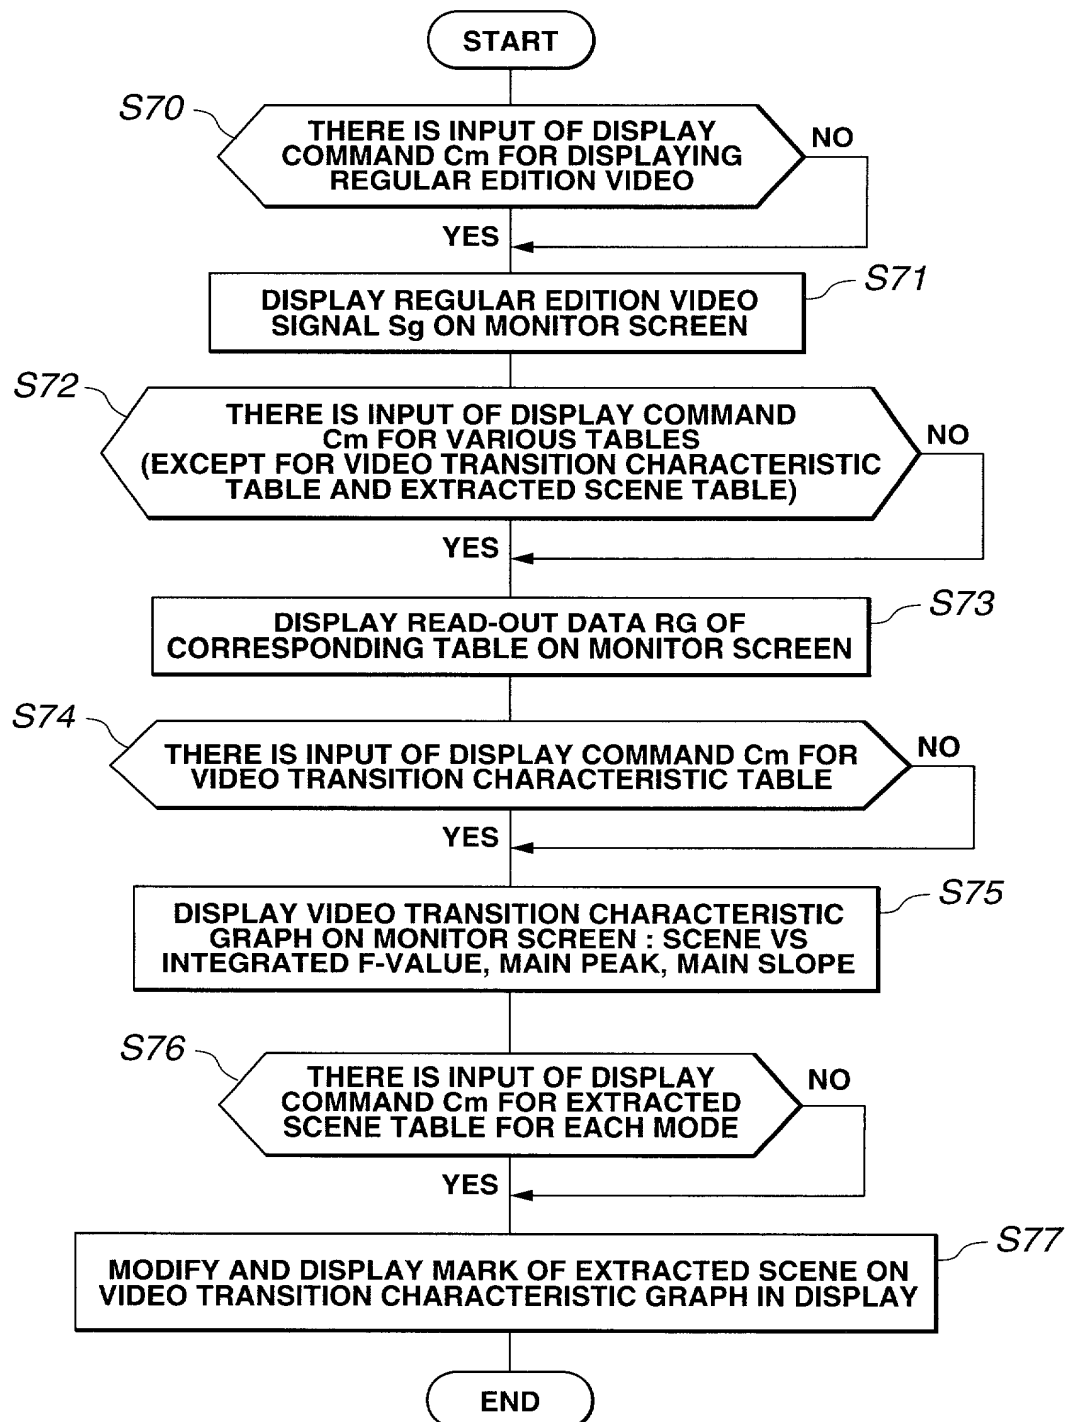 START
S70
THERE IS INPUT OF DISPLAY
COMMAND Cm FOR DISPLAYING
REGULAR EDITION VIDEO
NO
YES
S71
DISPLAY REGULAR EDITION VIDEO
SIGNAL Sg ON MONITOR SCREEN
S72
THERE IS INPUT OF DISPLAY COMMAND
Cm FOR VARIOUS TABLES
(EXCEPT FOR VIDEO TRANSITION CHARACTERISTIC
TABLE AND EXTRACTED SCENE TABLE)
NO
YES
S73
DISPLAY READ-OUT DATA RG OF
CORRESPONDING TABLE ON MONITOR SCREEN
S74
THERE IS INPUT OF DISPLAY COMMAND Cm FOR
VIDEO TRANSITION CHARACTERISTIC TABLE
NO
YES
S75
DISPLAY VIDEO TRANSITION CHARACTERISTIC
GRAPH ON MONITOR SCREEN : SCENE VS
INTEGRATED F-VALUE, MAIN PEAK, MAIN SLOPE
S76
THERE IS INPUT OF DISPLAY
COMMAND Cm FOR EXTRACTED
SCENE TABLE FOR EACH MODE
NO
YES
S77
MODIFY AND DISPLAY MARK OF EXTRACTED SCENE ON
VIDEO TRANSITION CHARACTERISTIC GRAPH IN DISPLAY
END